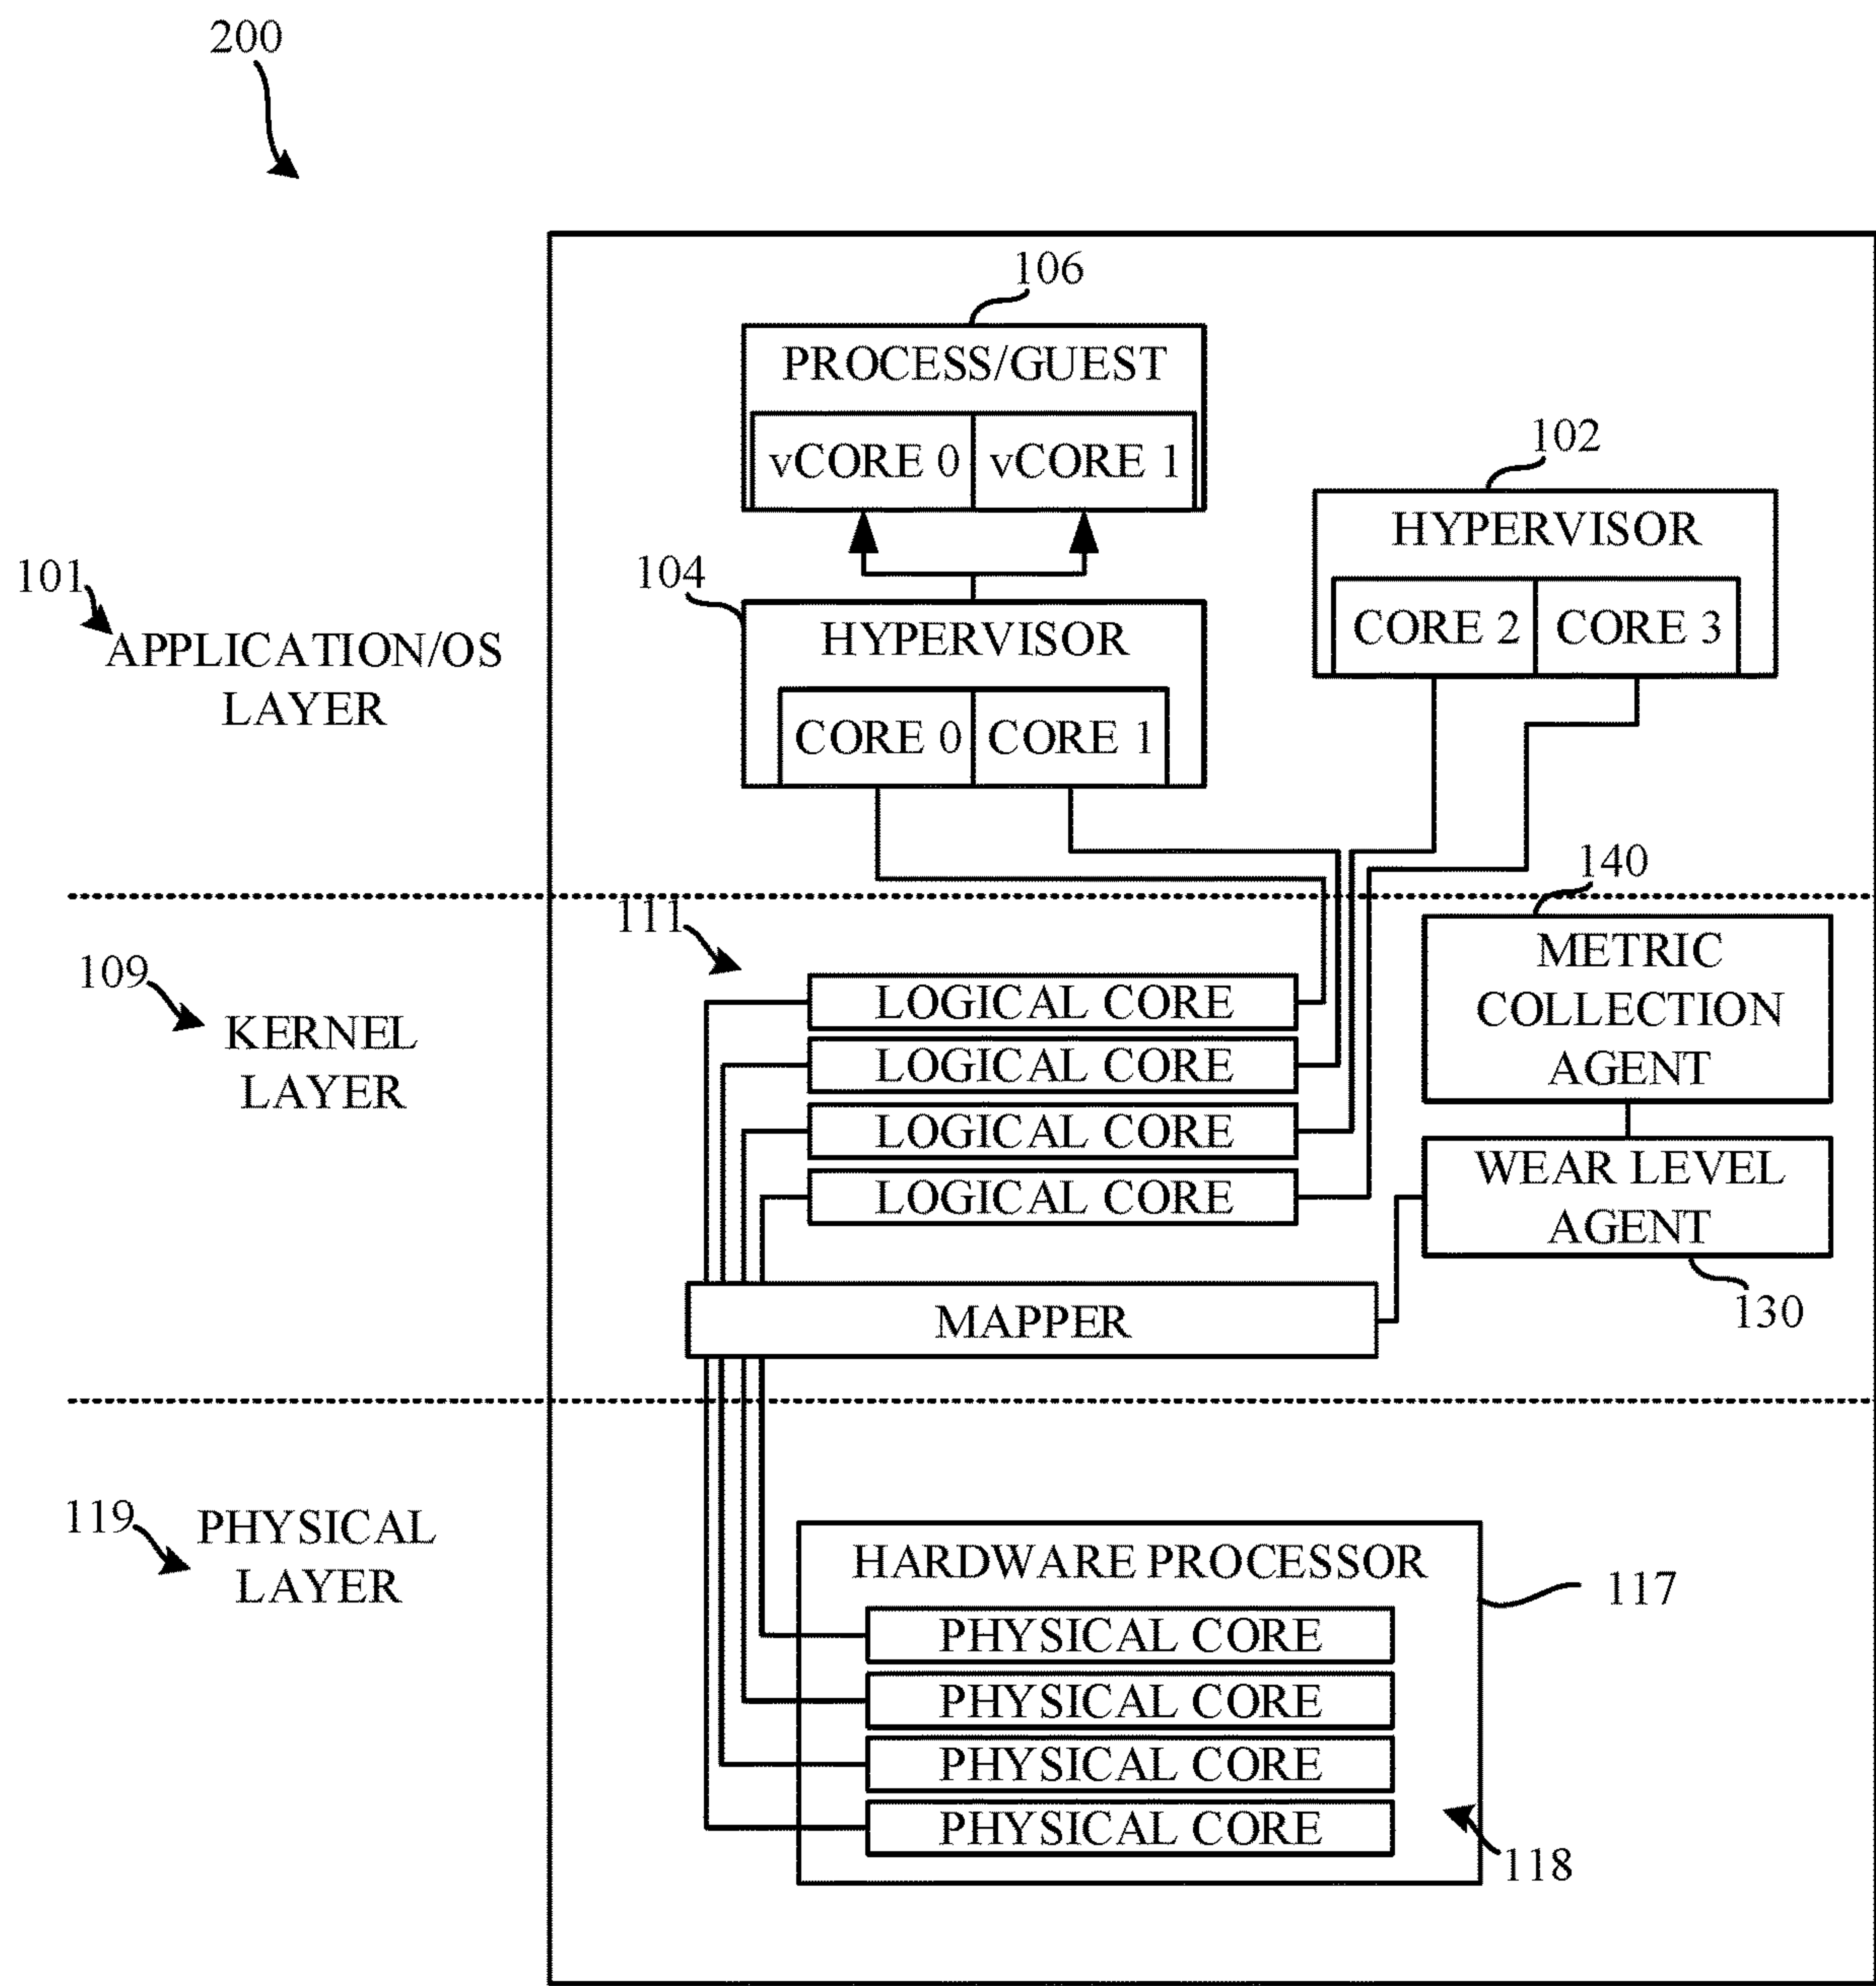 200
106
PROCESS/GUEST
vCORE 0 vCORE 1
102
HYPERVISOR
CORE 2 CORE 3
104
HYPERVISOR
CORE 0 CORE 1
101
APPLICATION/OS
LAYER
140
METRIC
COLLECTION
AGENT
111
LOGICAL CORE
LOGICAL CORE
LOGICAL CORE
LOGICAL CORE
109
KERNEL
LAYER
WEAR LEVEL
AGENT
130
MAPPER
119
PHYSICAL
LAYER
HARDWARE PROCESSOR
117
PHYSICAL CORE
PHYSICAL CORE
PHYSICAL CORE
PHYSICAL CORE
118